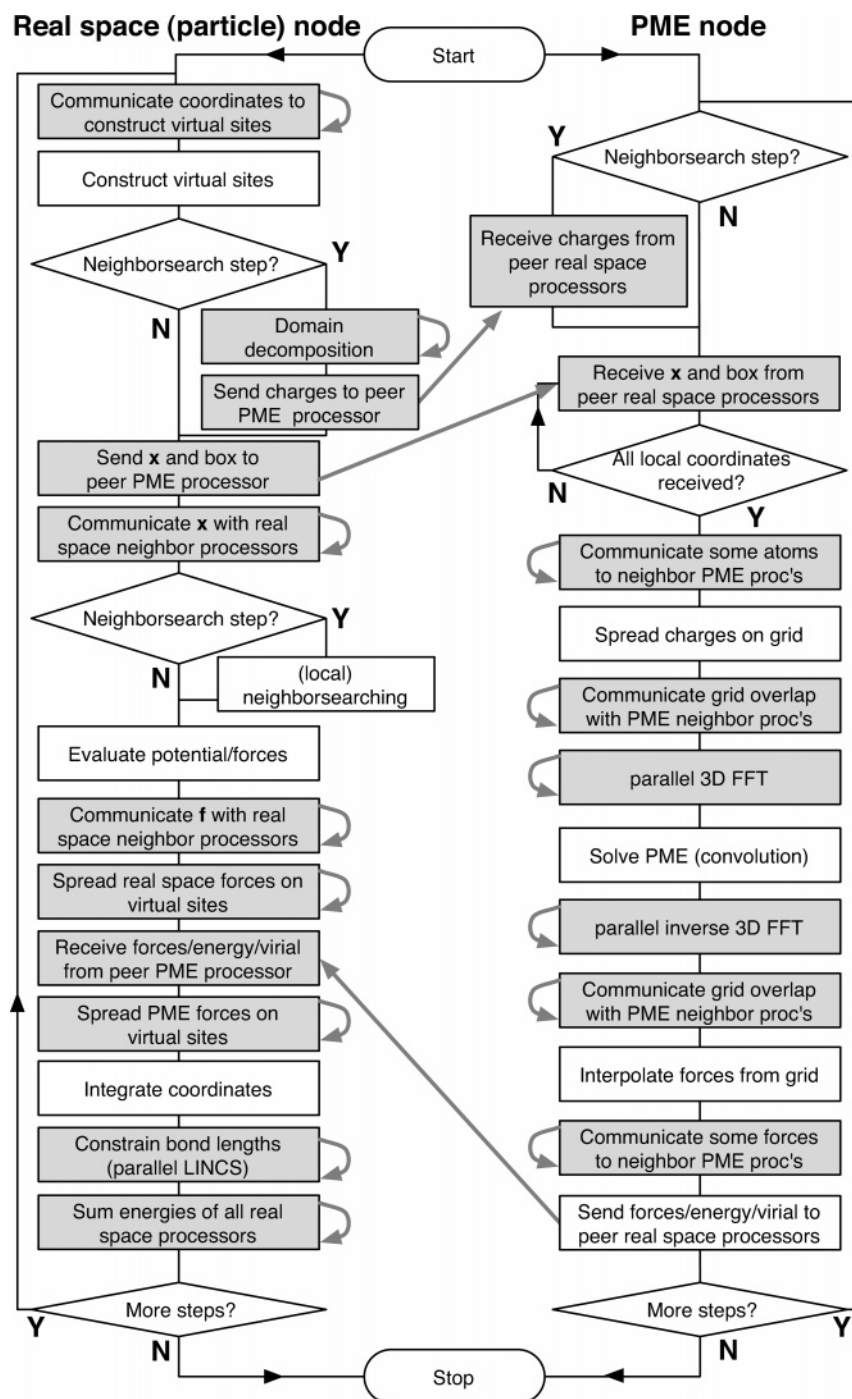 Real space (particle) node
Start
PME node
Communicate coordinates to
construct virtual sites
Construct virtual sites
Neighborsearch step?
Y
N
Domain
decomposition
Send charges to peer
PME processor
Send x and box to
peer PME processor
Communicate x with real
space neighbor processors
Neighborsearch step?
Y
N
(local)
neighborsearching
Evaluate potential/forces
Communicate f with real
space neighbor processors
Spread real space forces on
virtual sites
Receive forces/energy/virial
from peer PME processor
Spread PME forces on
virtual sites
Integrate coordinates
Constrain bond lengths
(parallel LINCS)
Sum energies of all real
space processors
More steps?
Y
N
Y
Neighborsearch step?
N
Receive charges from
peer real space
processors
Receive x and box from
peer real space processors
All local coordinates
received?
N
Y
Communicate some atoms
to neighbor PME proc's
Spread charges on grid
Communicate grid overlap
with PME neighbor proc's
parallel 3D FFT
Solve PME (convolution)
parallel inverse 3D FFT
Communicate grid overlap
with PME neighbor proc's
Interpolate forces from grid
Communicate some forces
to neighbor PME proc's
Send forces/energy/virial to
peer real space processors
More steps?
Y
N
Stop